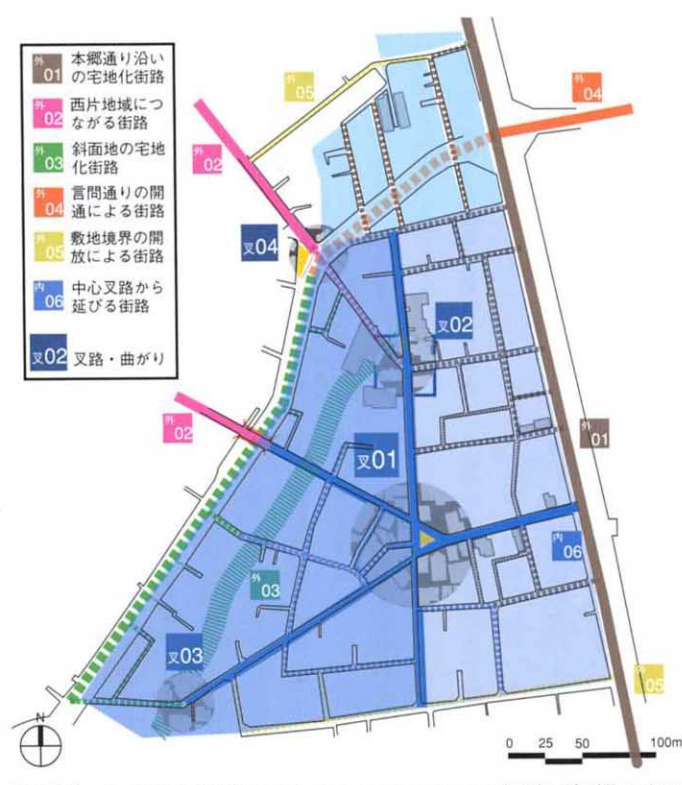 外01 本郷通り沿い
の宅地化街路
外02 西片地域につ
ながる街路
外03 斜面地の宅地
化街路
外04 言問通りの開
通による街路
外05 敷地境界の開
放による街路
内06 中心叉路から
延びる街路
叉02 叉路・曲がり
外05
外04
外02
叉04
叉02
外02
叉01
外01
内06
外03
叉03
外05
N
0 25 50 100m